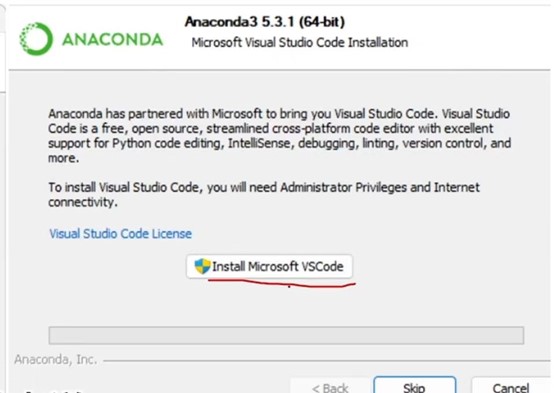 Anaconda3 5.3.1 (64-bit)
ANACONDA
Microsoft Visual Studio Code Installation
Anaconda has partnered with Microsoft to bring you Visual Studio Code. Visual Studio
Code is a free, open source, streamlined cross-platform code editor with excellent
support for Python code editing, IntelliSense, debugging, linting, version control, and
more.
To install Visual Studio Code, you will need Administrator Privileges and Internet
connectivity.
Visual Studio Code License
Install Microsoft VSCode
Anaconda, Inc.
< Back
Skip
Cancel